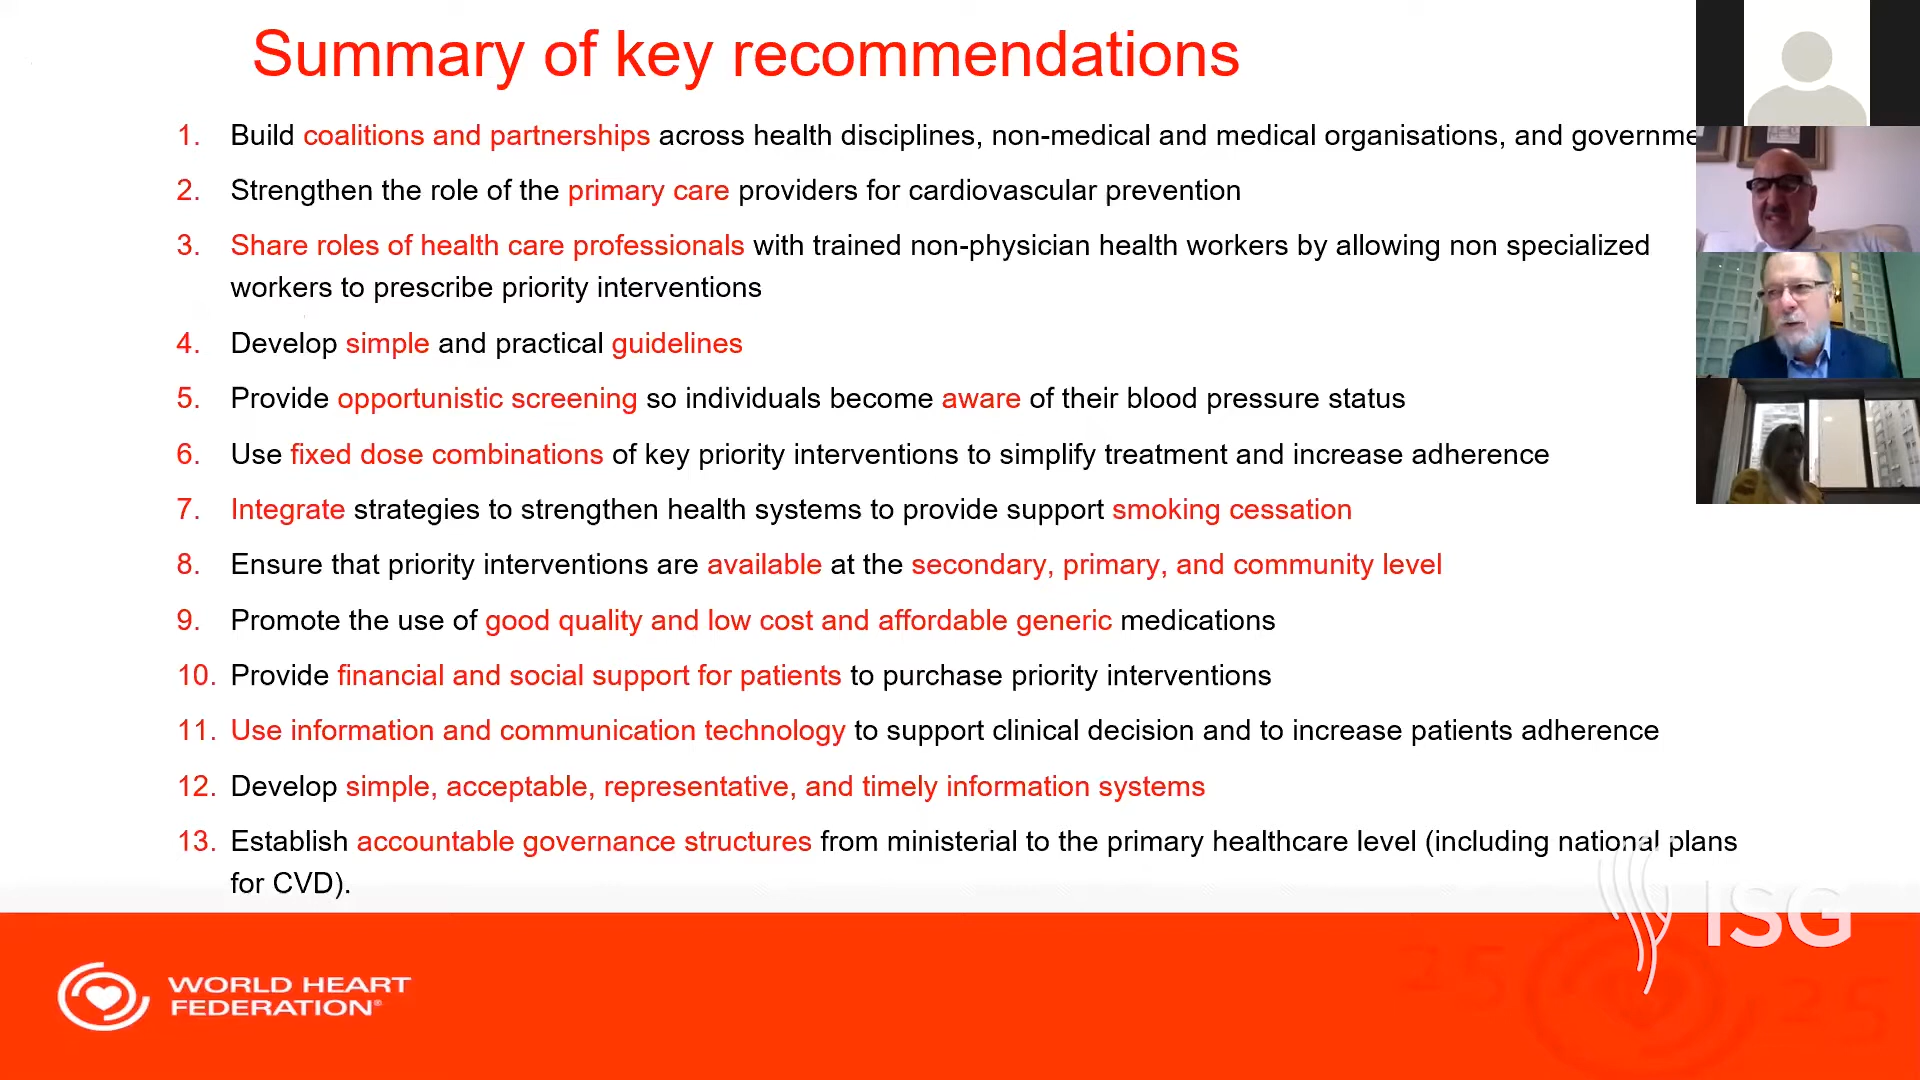 Summary of key recommendations
1. Build coalitions and partnerships across health disciplines, non-medical and medical organisations, and governme
2. Strengthen the role of the primary care providers for cardiovascular prevention
3. Share roles of health care professionals with trained non-physician health workers by allowing non specialized
workers to prescribe priority interventions
4. Develop simple and practical guidelines
5. Provide opportunistic screening so individuals become aware of their blood pressure status
6. Use fixed dose combinations of key priority interventions to simplify treatment and increase adherence
7. Integrate strategies to strengthen health systems to provide support smoking cessation
8. Ensure that priority interventions are available at the secondary, primary, and community level
9. Promote the use of good quality and low cost and affordable generic medications
10. Provide financial and social support for patients to purchase priority interventions
11. Use information and communication technology to support clinical decision and to increase patients adherence
12. Develop simple, acceptable, representative, and timely information systems
13. Establish accountable governance structures from ministerial to the primary healthcare level (including national plans
for CVD).
ISG
WORLD HEART
FEDERATION®
25 25